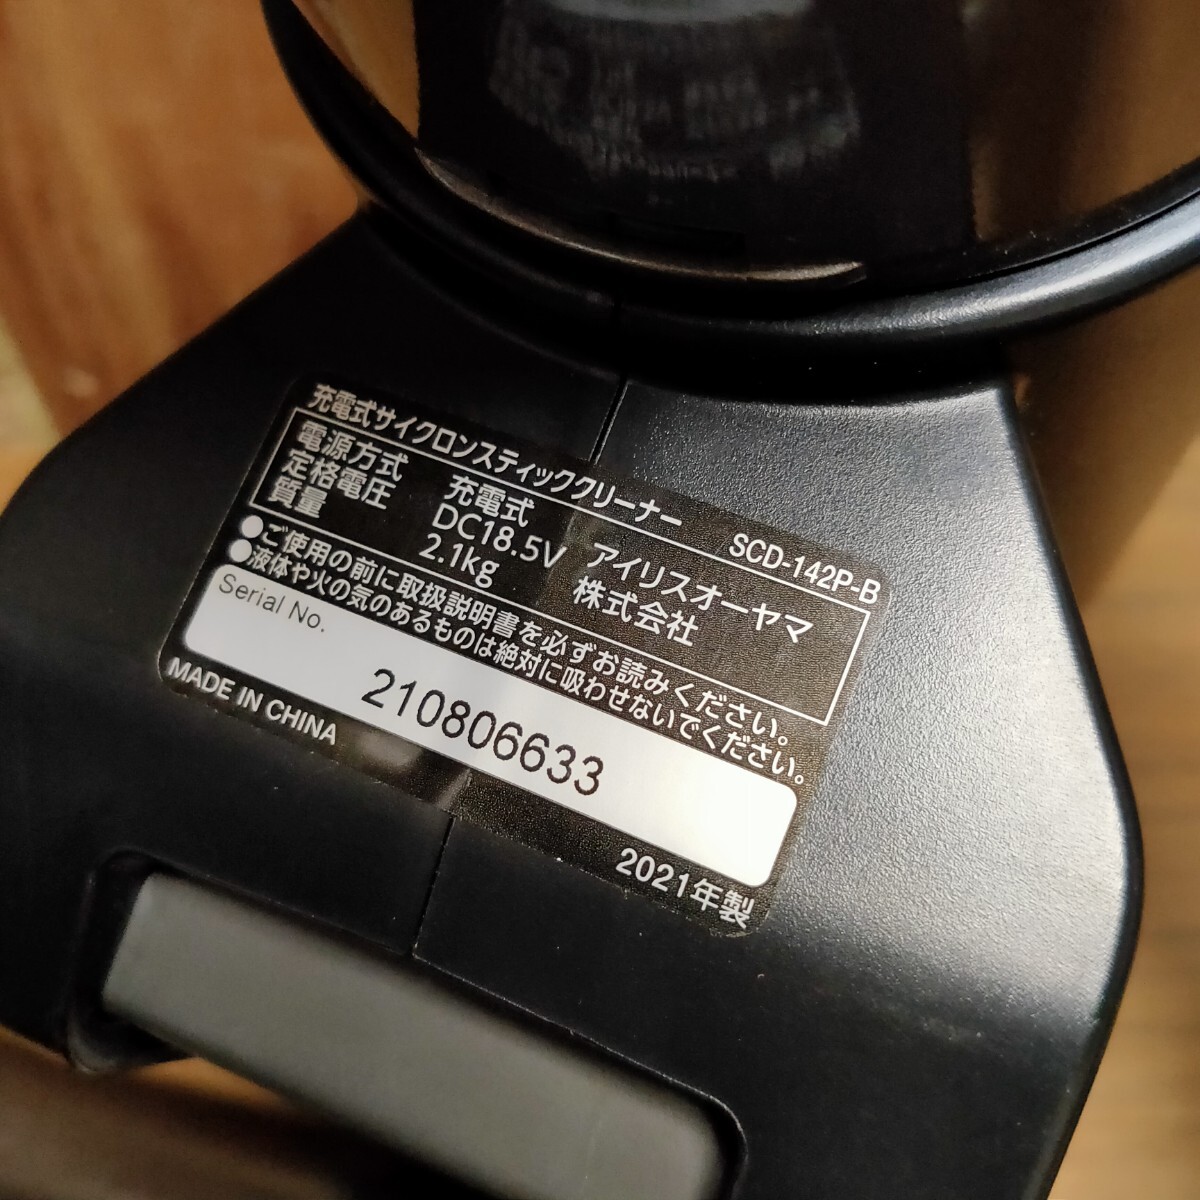 充電式サイクロンスティッククリーナー SCD-142P-B
電源方式 充電式
定格電圧 DC18.5V アイリスオーヤマ
質量 2.1kg 株式会社
●ご使用の前に取扱説明書を必ずお読みください。
●液体や火の気のあるものは絶対に吸わせないでください。
Serial No.
210806633
MADE IN CHINA
2021年製